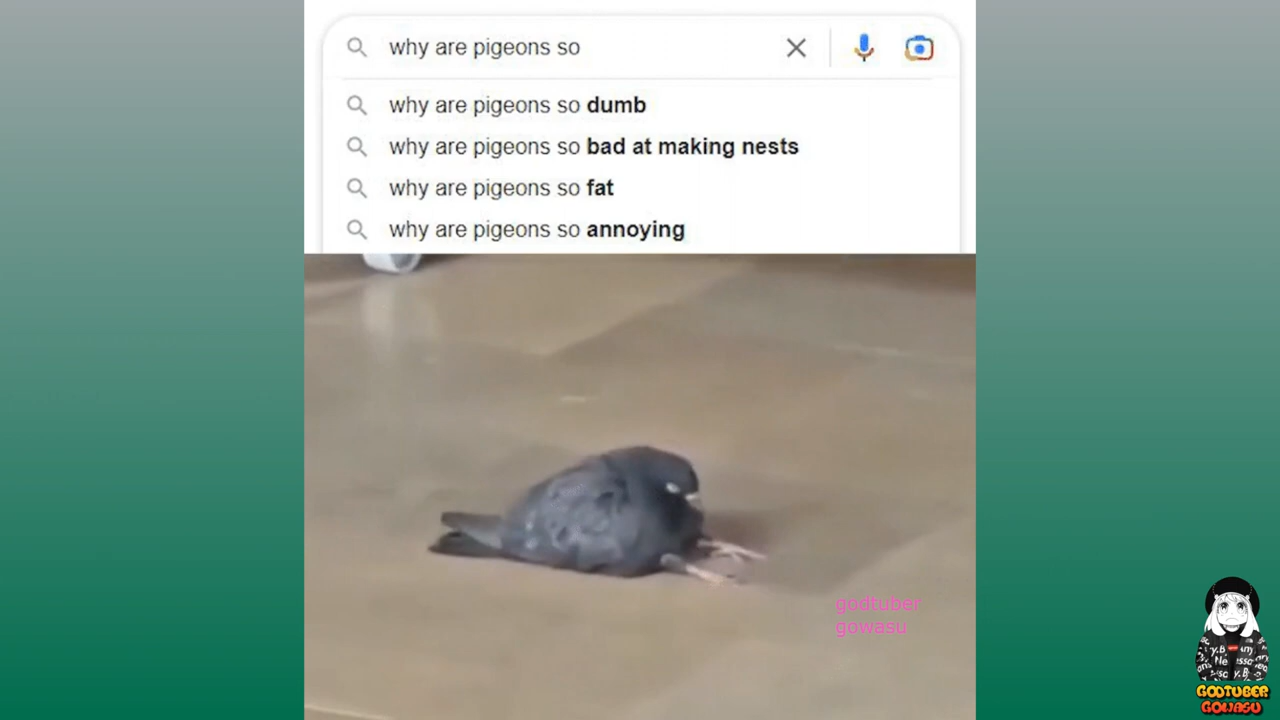 why are pigeons so
why are pigeons so dumb
why are pigeons so bad at making nests
why are pigeons so fat
why are pigeons so annoying
godtuber
gowasu
GODTUBER
GOWASU